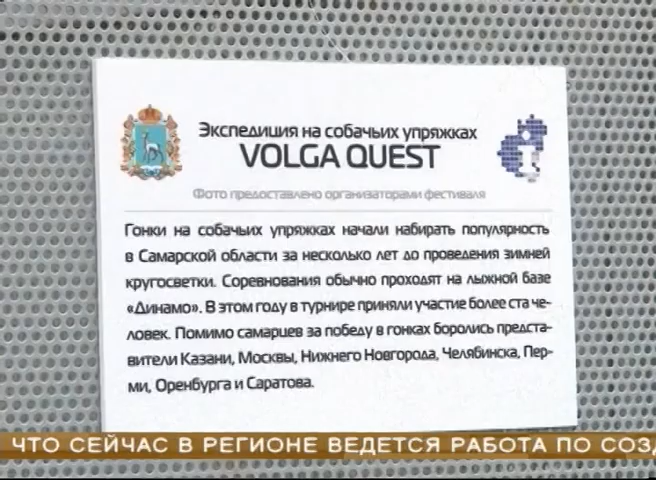 Экспедиция на собачьих упряжках
VOLGA QUEST
Фото предоставлено организаторами фестиваля
Гонки на собачьих упряжках начали набирать популярность
в Самарской области за несколько лет до проведения зимней
кругосветки. Соревнования обычно проходят на лыжной базе
«Динамо». В этом году в турнире приняли участие более ста че-
ловек. Помимо самарцев за победу в гонках боролись предста-
вители Казани, Москвы, Нижнего Новгорода, Челябинска, Пер-
ми, Оренбурга и Саратова.
ЧТО СЕЙЧАС В РЕГИОНЕ ВЕДЕТСЯ РАБОТА ПО СОЗД